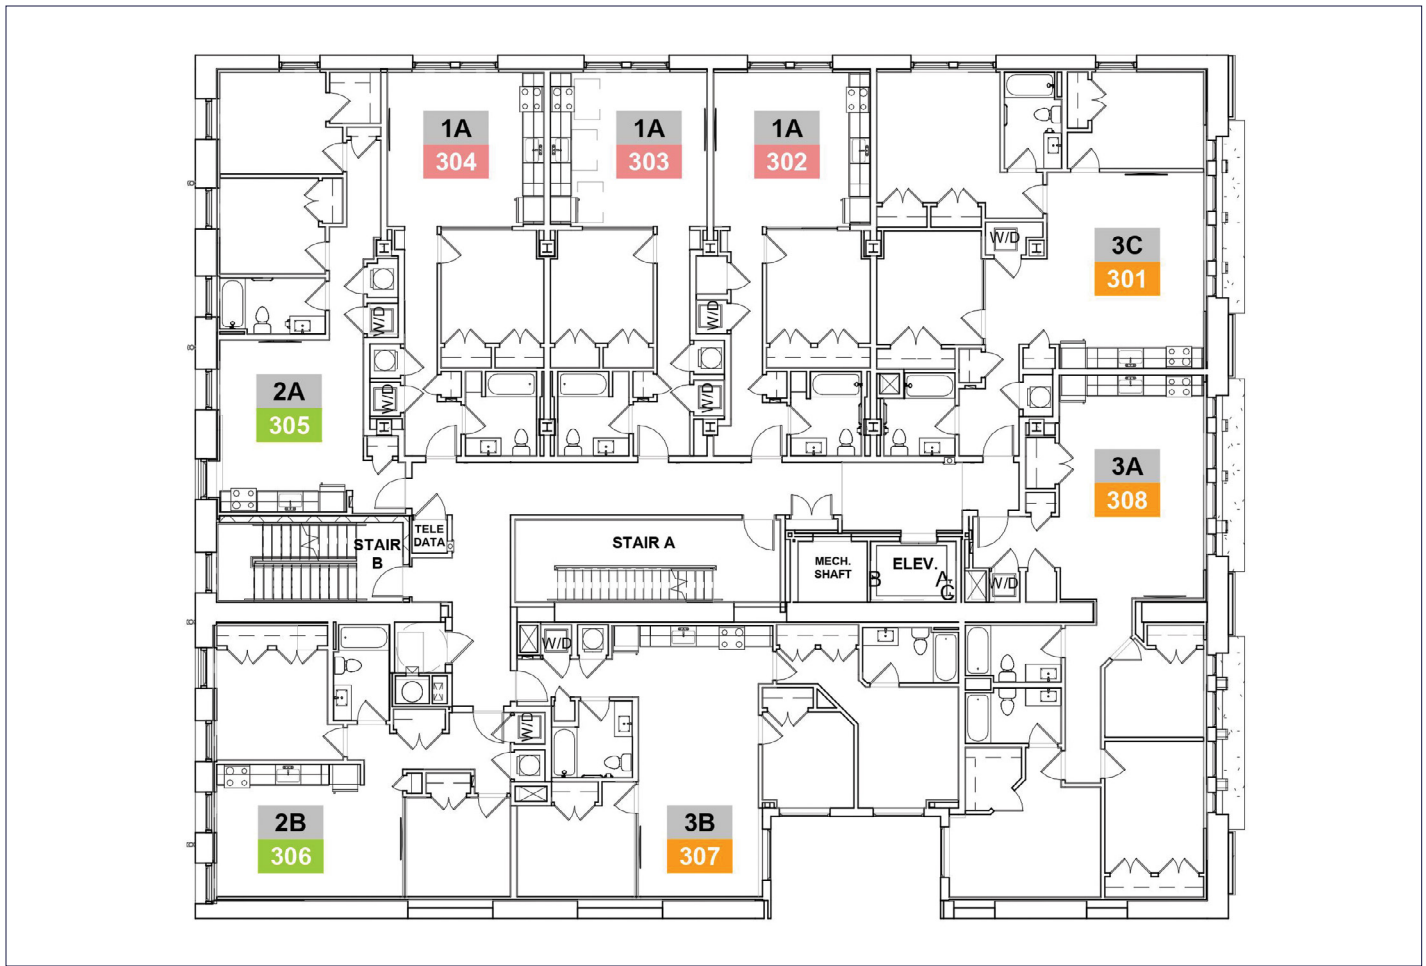 1A
304
1A
303
1A
302
3C
301
W/D
W/D
W/D
2A
305
W/D
W/D
3A
308
TELE
DATA
STAIR
B
STAIR A
MECH.
SHAFT
ELEV.
B
A
C
W/D
W/D
W/D
2B
306
3B
307